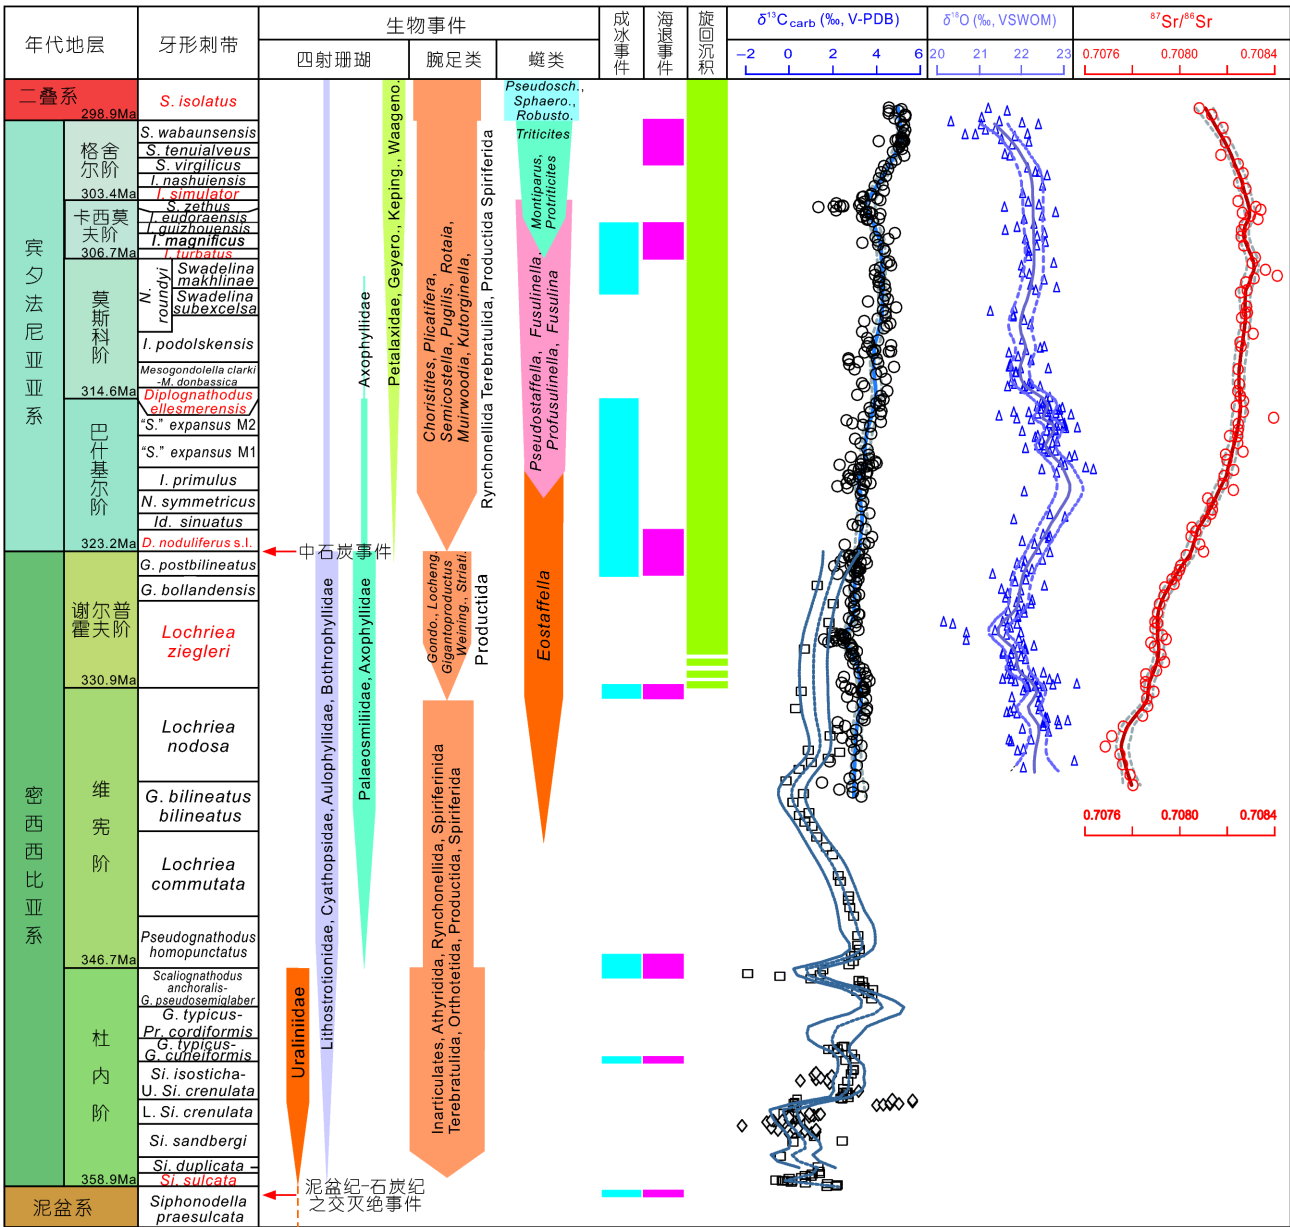 年代地层
牙形刺带
生物事件
四射珊瑚
腕足类
䗴类
成冰事件
海退事件
旋回沉积
δ¹³Ccarb (‰, V-PDB)
−2 0 2 4 6
δ¹⁸O (‰, VSWOM)
20 21 22 23
⁸⁷Sr/⁸⁶Sr
0.7076 0.7080 0.7084
二叠系
298.9Ma
宾夕法尼亚亚系
格舍尔阶
303.4Ma
卡西莫夫阶
306.7Ma
莫斯科阶
314.6Ma
巴什基尔阶
323.2Ma
密西西比亚系
谢尔普霍夫阶
330.9Ma
维宪阶
346.7Ma
杜内阶
358.9Ma
泥盆系
S. isolatus
S. wabaunsensis
S. tenuialveus
S. virgilicus
I. nashuiensis
I. simulator
S. zethus
I. eudoraensis
I. guizhouensis
I. magnificus
I. turbatus
N. roundyi
Swadelina
makhlinae
Swadelina
subexcelsa
I. podolskensis
Mesogondolella clarki
-M. donbassica
Diplognathodus
ellesmerensis
“S.” expansus M2
“S.” expansus M1
I. primulus
N. symmetricus
Id. sinuatus
D. noduliferus s.l.
G. postbilineatus
G. bollandensis
Lochriea
ziegleri
Lochriea
nodosa
G. bilineatus
bilineatus
Lochriea
commutata
Pseudognathodus
homopunctatus
Scaliognathodus
anchoralis-
G. pseudosemiglaber
G. typicus-
Pr. cordiformis
G. typicus-
G. cuneiformis
Si. isosticha-
U. Si. crenulata
L. Si. crenulata
Si. sandbergi
Si. duplicata
Si. sulcata
Siphonodella
praesulcata
Uraliniidae
Lithostrotionidae, Cyathopsidae, Aulophyllidae, Bothrophyllidae
Axophyllidae
Palaeosmiliidae, Axophyllidae
Petalaxidae, Geyero., Keping., Waageno.
中石炭事件
泥盆纪-石炭纪
之交灭绝事件
Choristites, Plicatifera,
Semicostella, Pugilis, Rotaia,
Muirwoodia, Kutorginella,
Rynchonellida Terebratulida, Productida Spiriferida
Gondo., Locheng.
Gigantoproductus
Weining., Striati.
Productida
Inarticulates, Athyridida, Rynchonellida, Spiriferinida
Terebratulida, Orthotetida, Productida, Spiriferida
Pseudosch.,
Sphaero.,
Robusto.
Triticites
Montiparus,
Protriticites
Pseudostaffella, Fusulinella,
Profusulinella, Fusulina
Eostaffella
0.7076 0.7080 0.7084